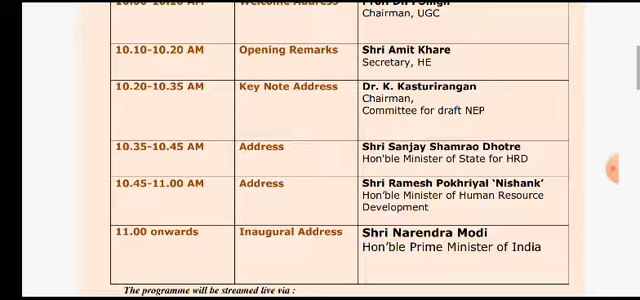 Chairman, UGC
10.10-10.20 AM Opening Remarks Shri Amit Khare
Secretary, HE
10.20-10.35 AM Key Note Address Dr. K. Kasturirangan
Chairman,
Committee for draft NEP
10.35-10.45 AM Address Shri Sanjay Shamrao Dhotre
Hon'ble Minister of State for HRD
10.45-11.00 AM Address Shri Ramesh Pokhriyal ‘Nishank’
Hon’ble Minister of Human Resource
Development
11.00 onwards Inaugural Address Shri Narendra Modi
Hon’ble Prime Minister of India
The programme will be streamed live via :